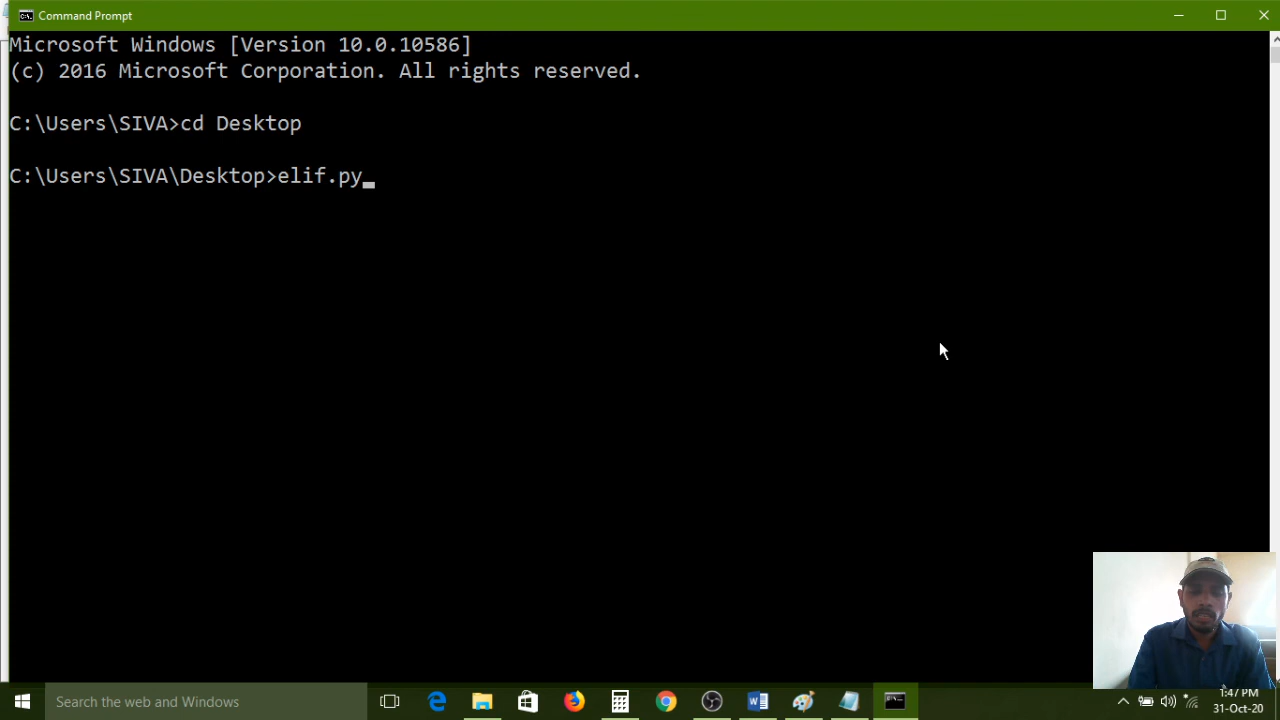 Command Prompt
Microsoft Windows [Version 10.0.10586]
(c) 2016 Microsoft Corporation. All rights reserved.
C:\Users\SIVA>cd Desktop
C:\Users\SIVA\Desktop>elif.py
Search the web and Windows
1:47 PM
31-Oct-20